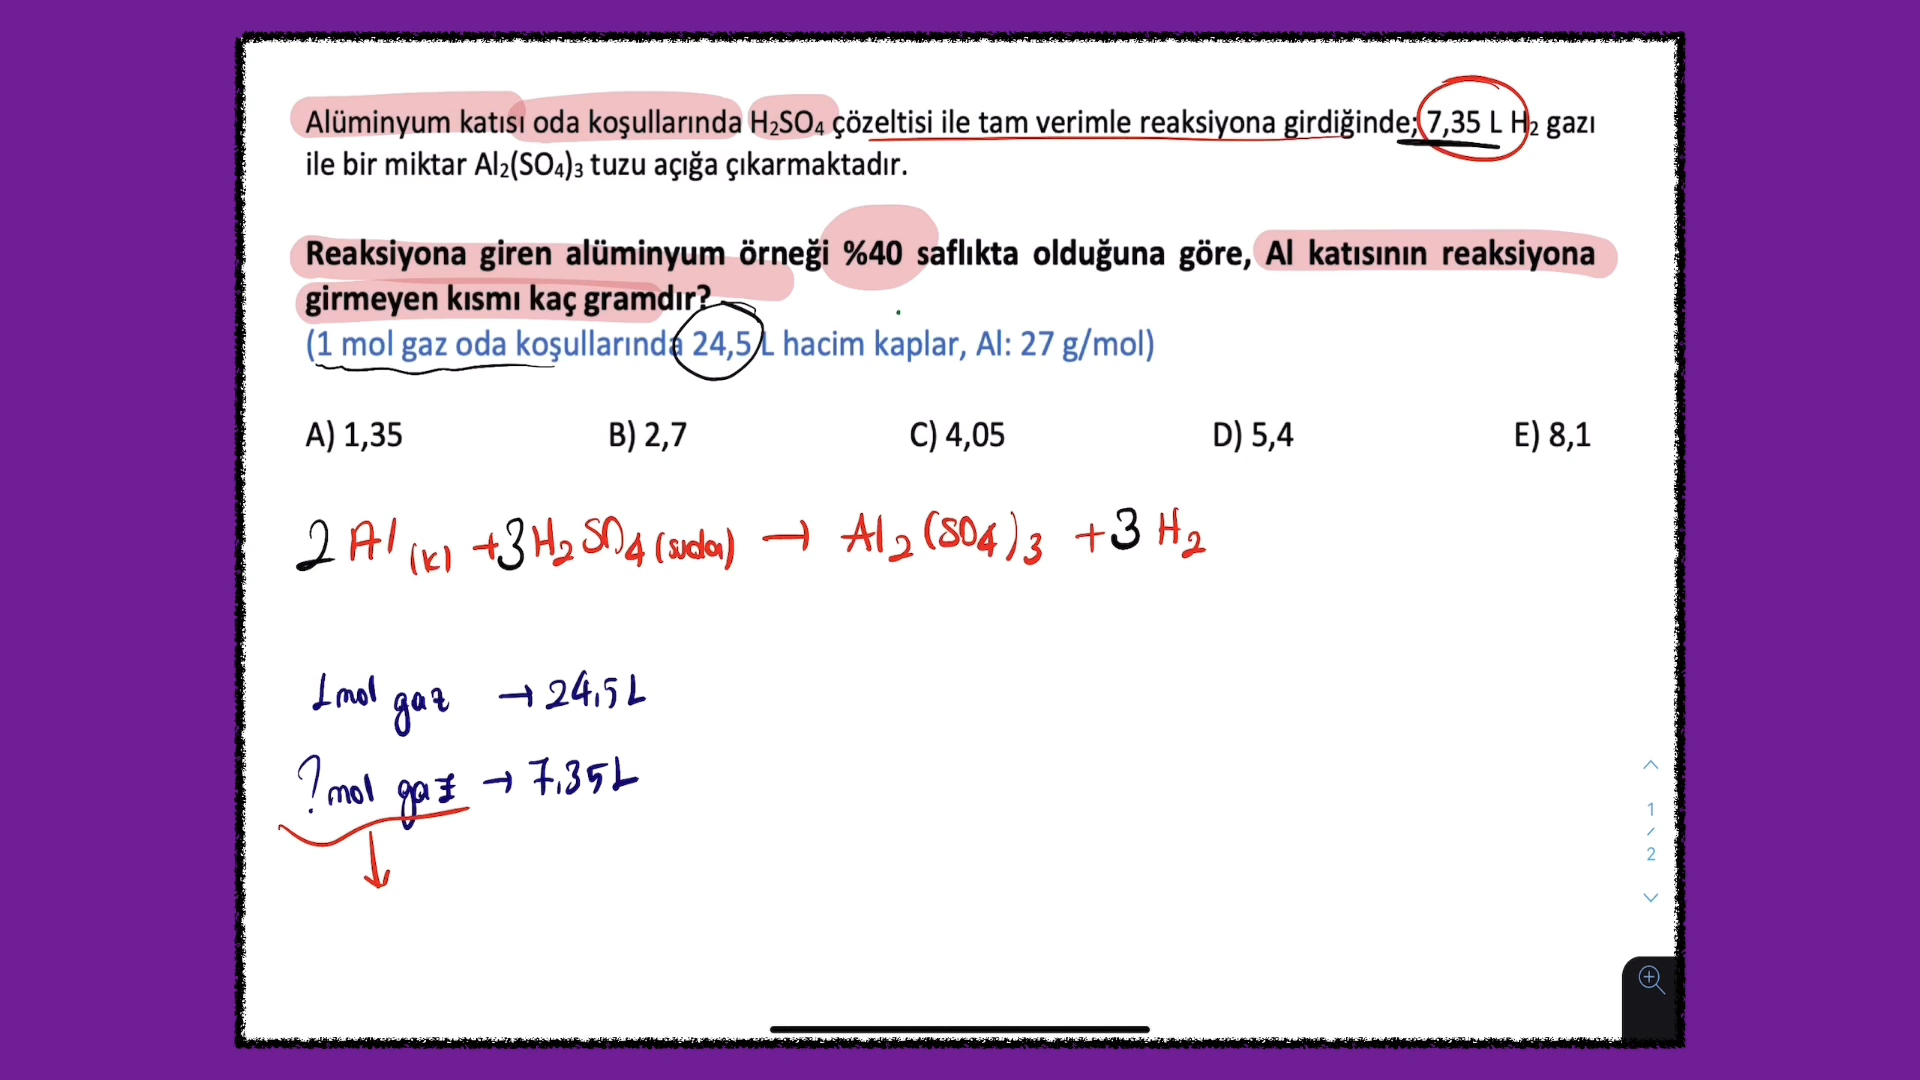 Alüminyum katısı oda koşullarında H₂SO₄ çözeltisi ile tam verimle reaksiyona girdiğinde; 7,35 L H₂ gazı
ile bir miktar Al₂(SO₄)₃ tuzu açığa çıkarmaktadır.
Reaksiyona giren alüminyum örneği %40 saflıkta olduğuna göre, Al katısının reaksiyona
girmeyen kısmı kaç gramdır?
(1 mol gaz oda koşullarında 24,5 L hacim kaplar, Al: 27 g/mol)
A) 1,35 B) 2,7 C) 4,05 D) 5,4 E) 8,1
2 Al (k) + 3 H₂SO₄ (suda) → Al₂(SO₄)₃ + 3 H₂
1 mol gaz → 24,5 L
? mol gaz → 7,35 L
1
/
2